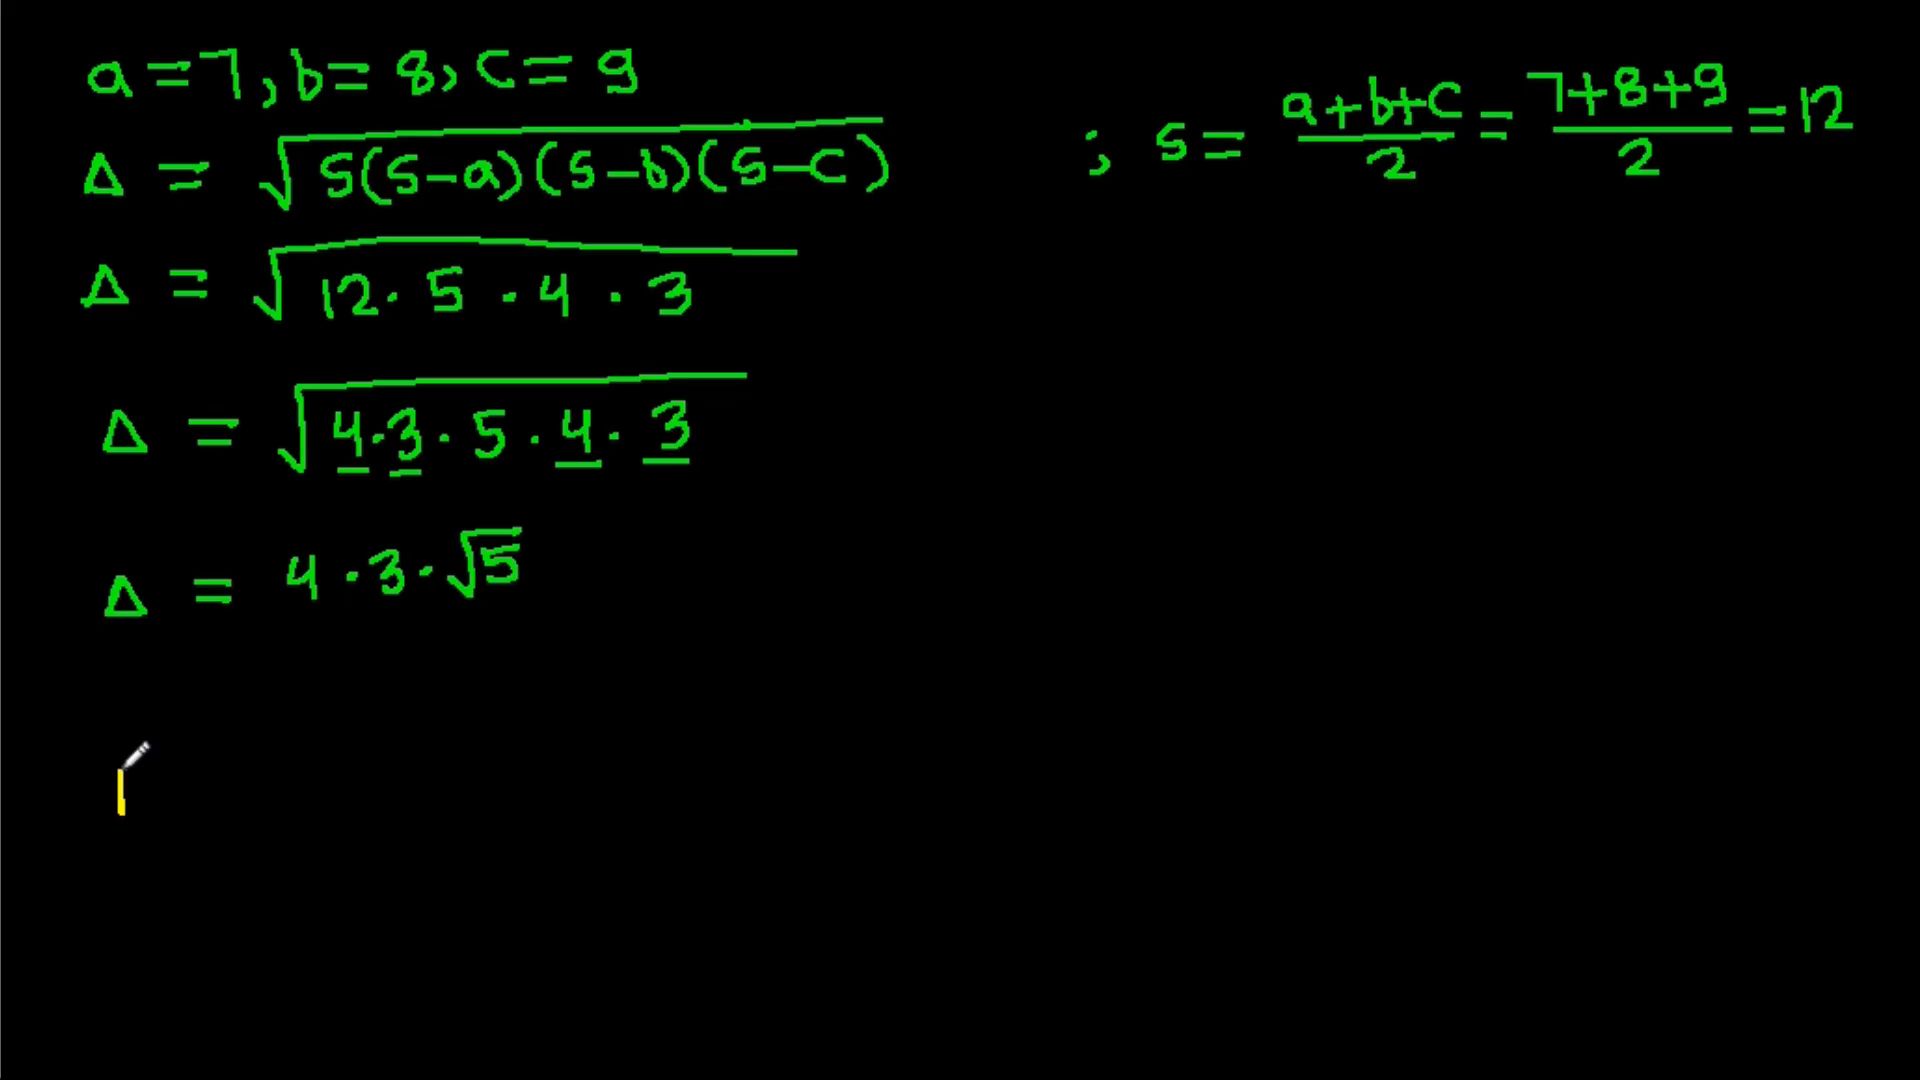 a = 7, b = 8, c = 9
Δ = √s(s-a)(s-b)(s-c) ; s = a+b+c/2 = 7+8+9/2 = 12
Δ = √12·5·4·3
Δ = √4·3·5·4·3
Δ = 4·3·√5